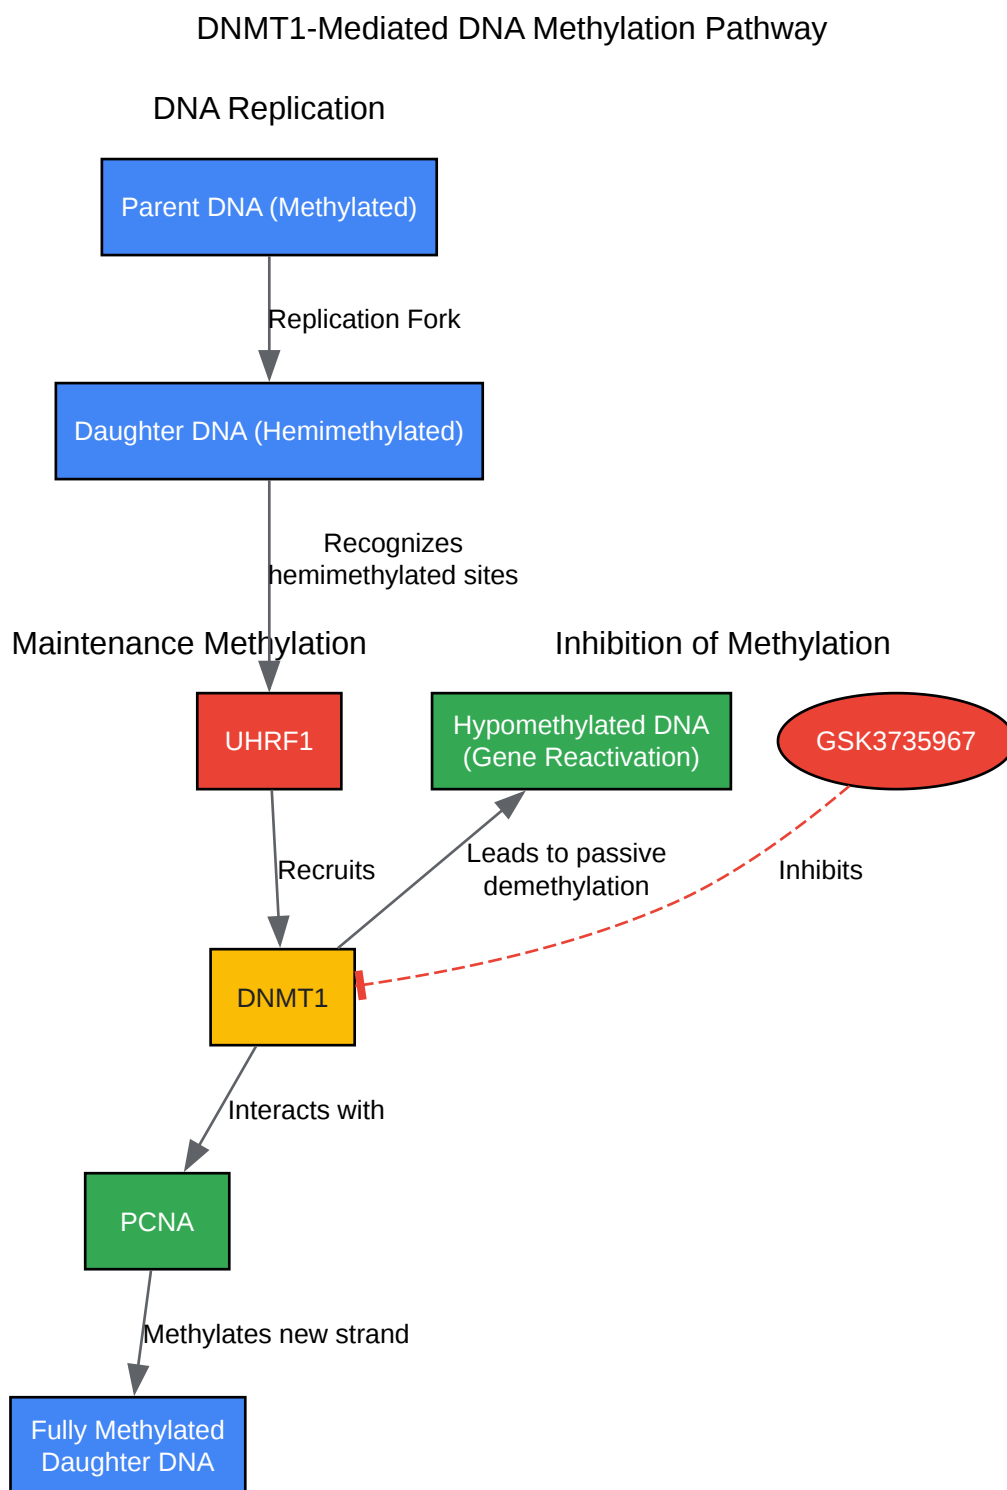 DNMT1-Mediated DNA Methylation Pathway
DNA Replication
Parent DNA (Methylated)
Replication Fork
Daughter DNA (Hemimethylated)
Recognizes
hemimethylated sites
Maintenance Methylation
Inhibition of Methylation
UHRF1
Hypomethylated DNA
(Gene Reactivation)
GSK3735967
Recruits
Leads to passive
demethylation
Inhibits
DNMT1
Interacts with
PCNA
Methylates new strand
Fully Methylated
Daughter DNA